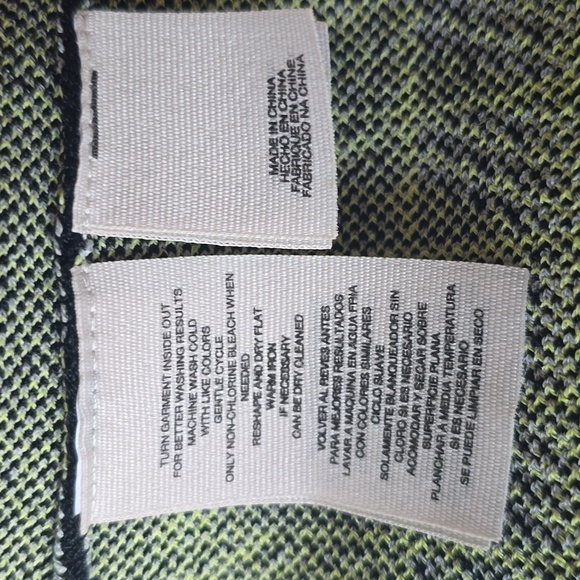 MADE IN CHINA
HECHO EN CHINA
FABRIQUE EN CHINE
FABRICADO NA CHINA
TURN GARMENT INSIDE OUT
FOR BETTER WASHING RESULTS
MACHINE WASH COLD
WITH LIKE COLORS
GENTLE CYCLE
ONLY NON-CHLORINE BLEACH WHEN
NEEDED
RESHAPE AND DRY FLAT
WARM IRON
IF NECESSARY
CAN BE DRY CLEANED
VOLVER AL REVES ANTES
PARA MEJORES RESULTADOS
LAVAR A MAQUINA EN AQUA FRIA
CON COLORES SIMILARES
CICLO SUAVE
SOLAMENTE BLANQUEADOR SIN
CLORO SI ES NECESARIO
ACOMODAR Y SECAR SOBRE
SUPERFICIE PLANA
PLANCHAR A MEDIA TEMPERATURA
SI ES NECESARIO
SE PUEDE LIMPHAR EN SECO